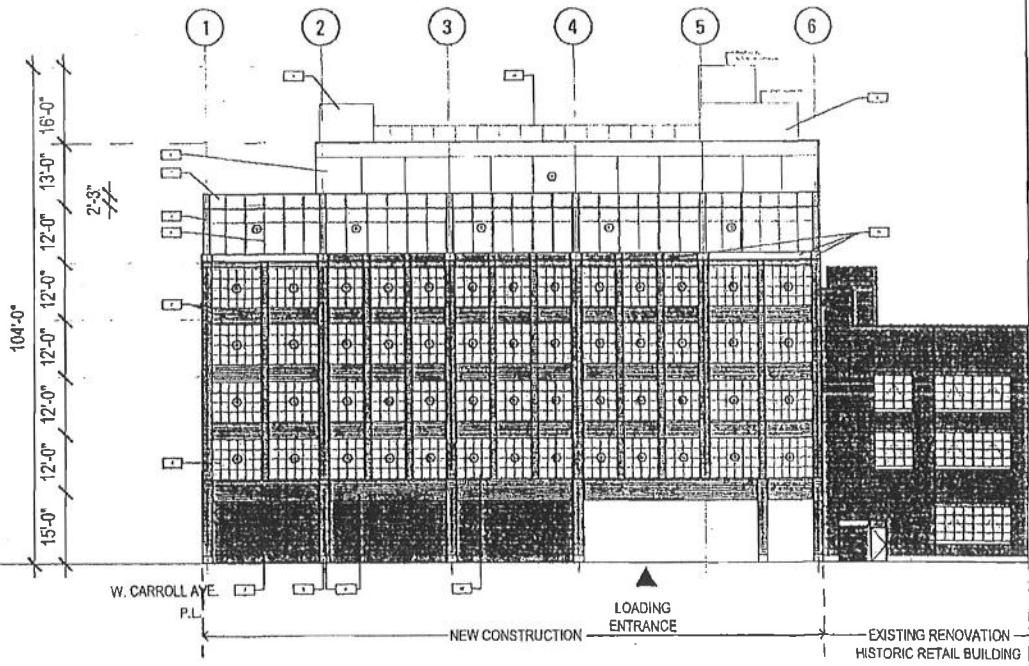 1 2 3 4 5 6
16'-0"
13'-0"
2'-3"
12'-0"
12'-0"
104'-0"
12'-0"
12'-0"
12'-0"
15'-0"
W. CARROLL AVE.
P.L.
LOADING
ENTRANCE
NEW CONSTRUCTION
EXISTING RENOVATION
HISTORIC RETAIL BUILDING